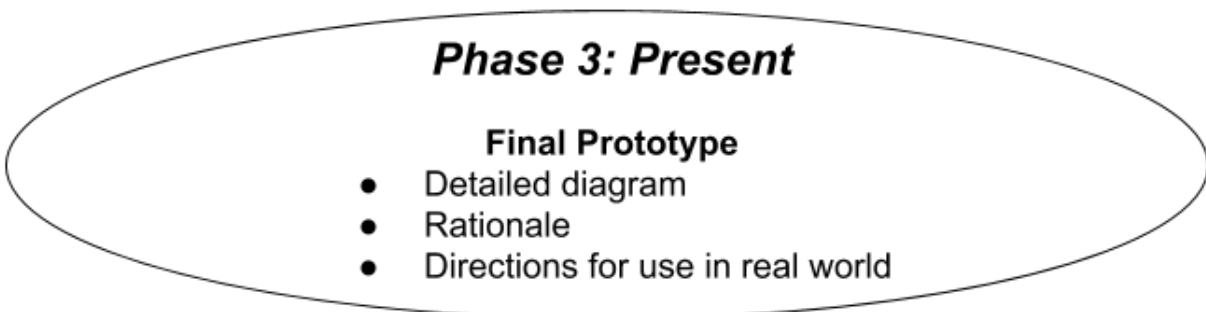 Phase 3: Present
Final Prototype
● Detailed diagram
● Rationale
● Directions for use in real world